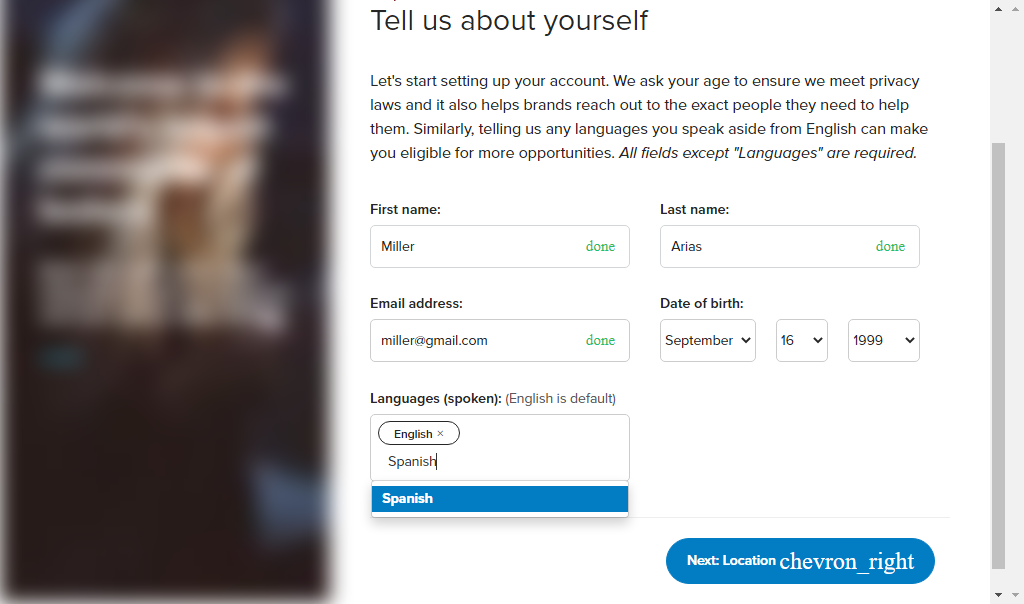 Tell us about yourself
Let's start setting up your account. We ask your age to ensure we meet privacy
laws and it also helps brands reach out to the exact people they need to help
them. Similarly, telling us any languages you speak aside from English can make
you eligible for more opportunities. All fields except "Languages" are required.
First name: Last name:
Miller done Arias done
Email address: Date of birth:
miller@gmail.com done September 16 1999
Languages (spoken): (English is default)
English ×
Spanish
Spanish
Next: Location chevron_right